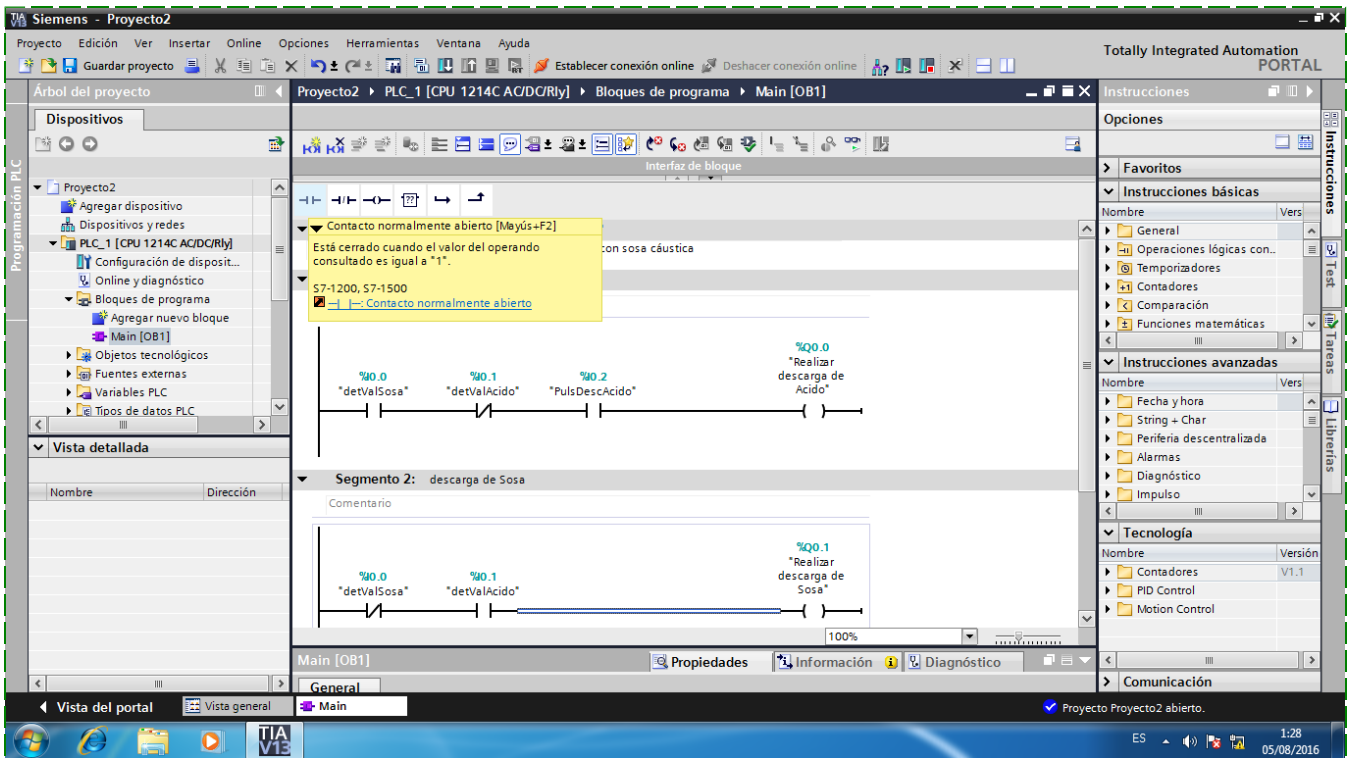 Siemens - Proyecto2
Proyecto Edición Ver Insertar Online Opciones Herramientas Ventana Ayuda
Totally Integrated Automation
PORTAL
Guardar proyecto Establecer conexión online Deshacer conexión online
Árbol del proyecto
Proyecto2 PLC_1 [CPU 1214C AC/DC/Rly] Bloques de programa Main [OB1]
Instrucciones
Dispositivos
Opciones
Interfaz de bloque
Programación PLC
Proyecto2
Agregar dispositivo
Dispositivos y redes
PLC_1 [CPU 1214C AC/DC/Rly]
Configuración de disposit...
Online y diagnóstico
Bloques de programa
Agregar nuevo bloque
Main [OB1]
Objetos tecnológicos
Fuentes externas
Variables PLC
Tipos de datos PLC
Vista detallada
Nombre Dirección
Contacto normalmente abierto [Mayús+F2]
Está cerrado cuando el valor del operando
consultado es igual a "1".
S7-1200, S7-1500
—| |—: Contacto normalmente abierto
con sosa cáustica
%Q0.0
"Realizar
descarga de
Acido"
%I0.0 %I0.1 %I0.2
"detValSosa" "detValAcido" "PulsDescAcido"
Segmento 2: descarga de Sosa
Comentario
%Q0.1
"Realizar
descarga de
Sosa"
%I0.0 %I0.1
"detValSosa" "detValAcido"
100%
Main [OB1] Propiedades Información Diagnóstico
General
Favoritos
Instrucciones básicas
Nombre Vers
General
Operaciones lógicas con..
Temporizadores
Contadores
Comparación
Funciones matemáticas
Instrucciones avanzadas
Nombre Vers
Fecha y hora
String + Char
Periferia descentralizada
Alarmas
Diagnóstico
Impulso
Tecnología
Nombre Versión
Contadores V1.1
PID Control
Motion Control
Comunicación
Instrucciones
Test
Tareas
Librerías
Vista del portal Vista general Main
Proyecto Proyecto2 abierto.
TIA
V13
ES
1:28
05/08/2016